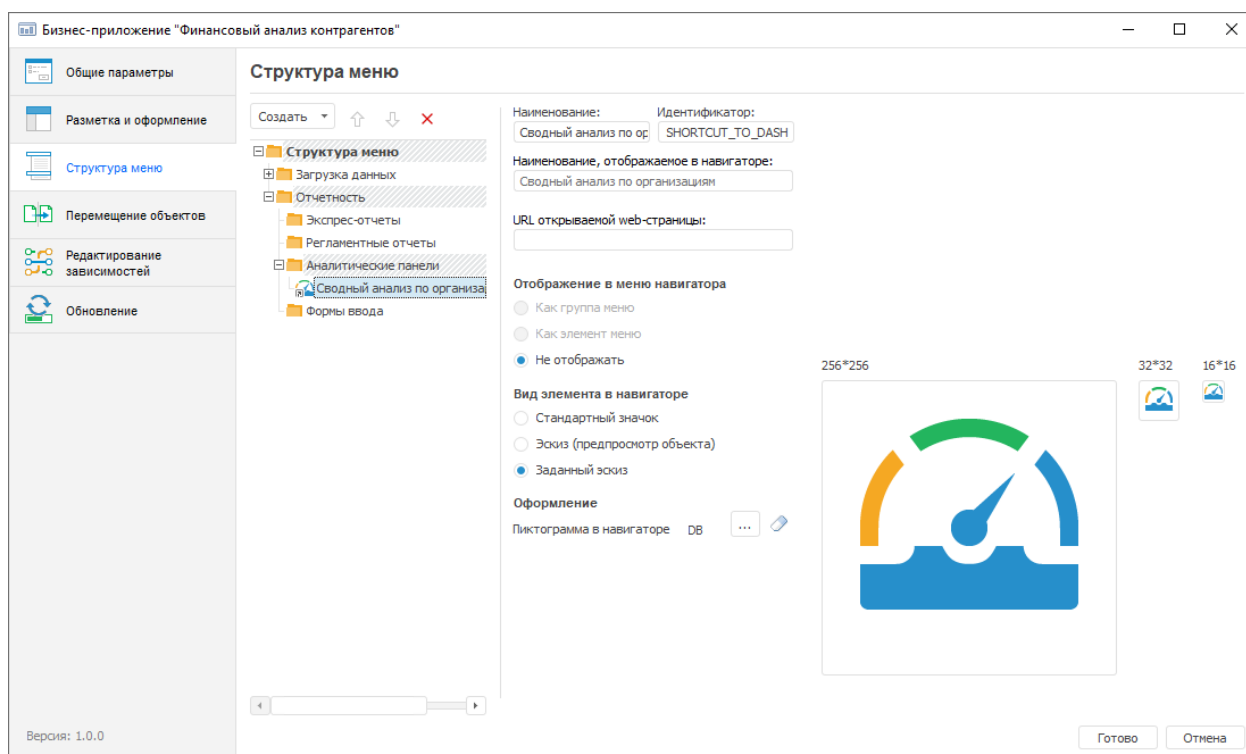 Бизнес-приложение "Финансовый анализ контрагентов"
Общие параметры
Разметка и оформление
Структура меню
Перемещение объектов
Редактирование
зависимостей
Обновление
Версия: 1.0.0
Структура меню
Создать
Структура меню
Загрузка данных
Отчетность
Экспрес-отчеты
Регламентные отчеты
Аналитические панели
Сводный анализ по организа
Формы ввода
Наименование: Идентификатор:
Сводный анализ по ор SHORTCUT_TO_DASH
Наименование, отображаемое в навигаторе:
Сводный анализ по организациям
URL открываемой web-страницы:
Отображение в меню навигатора
Как группа меню
Как элемент меню
Не отображать
Вид элемента в навигаторе
Стандартный значок
Эскиз (предпросмотр объекта)
Заданный эскиз
Оформление
Пиктограмма в навигаторе DB ...
256*256 32*32 16*16
Готово Отмена